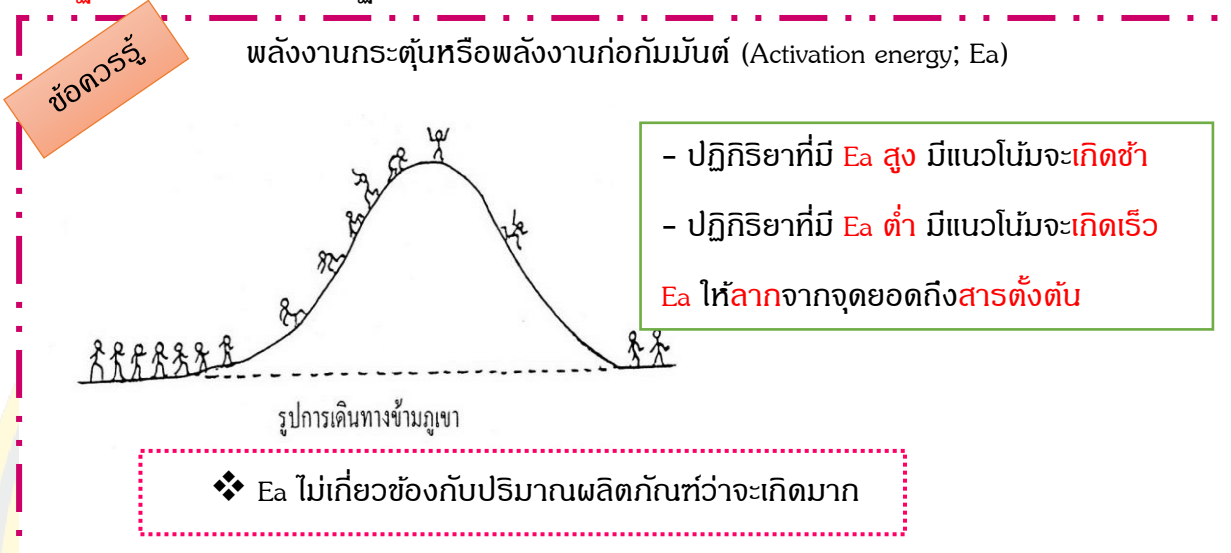 ข้อควรรู้
พลังงานกระตุ้นหรือพลังงานก่อกัมมันต์ (Activation energy; Ea)
- ปฏิกิริยาที่มี Ea สูง มีแนวโน้มจะเกิดช้า
- ปฏิกิริยาที่มี Ea ต่ำ มีแนวโน้มจะเกิดเร็ว
Ea ให้ลากจากจุดยอดถึงสารตั้งต้น
รูปการเดินทางข้ามภูเขา
❖ Ea ไม่เกี่ยวข้องกับปริมาณผลิตภัณฑ์ว่าจะเกิดมาก